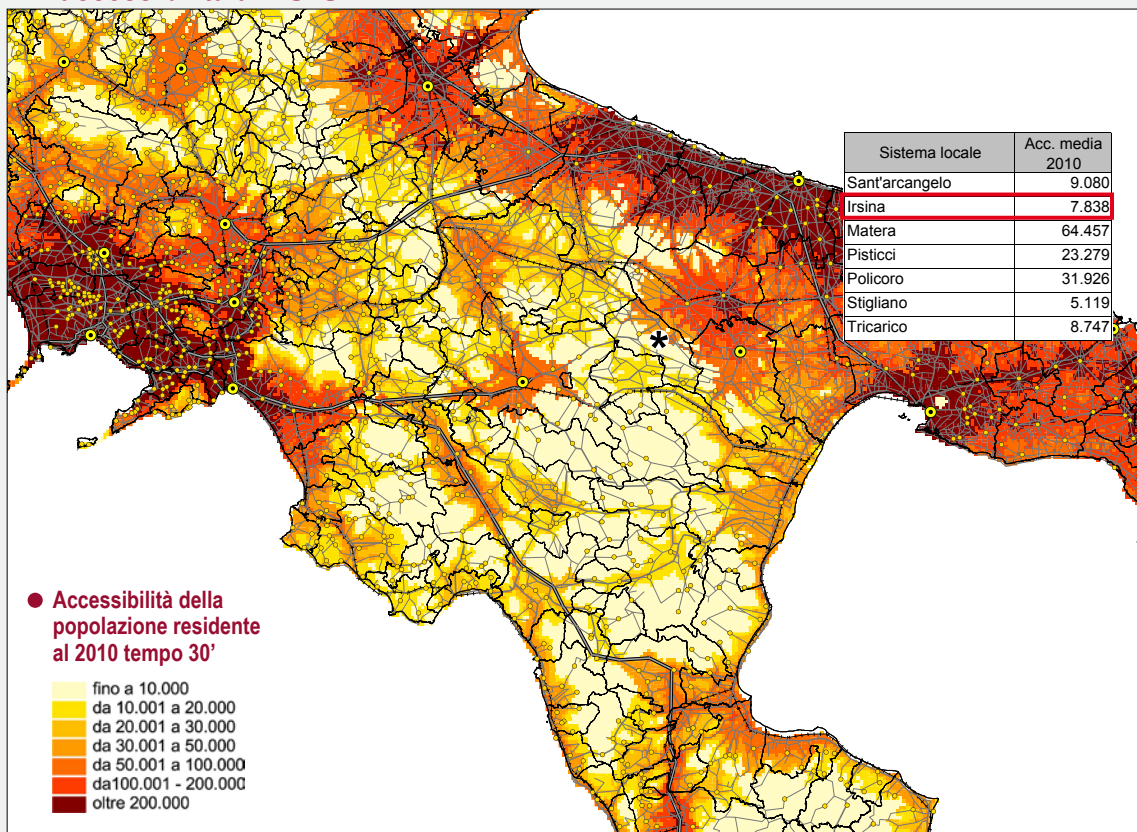 Sistema locale Acc. media 2010
Sant'arcangelo 9.080
Irsina 7.838
Matera 64.457
Pisticci 23.279
Policoro 31.926
Stigliano 5.119
Tricarico 8.747
*
Accessibilità della
popolazione residente
al 2010 tempo 30'
fino a 10.000
da 10.001 a 20.000
da 20.001 a 30.000
da 30.001 a 50.000
da 50.001 a 100.000
da100.001 - 200.000
oltre 200.000